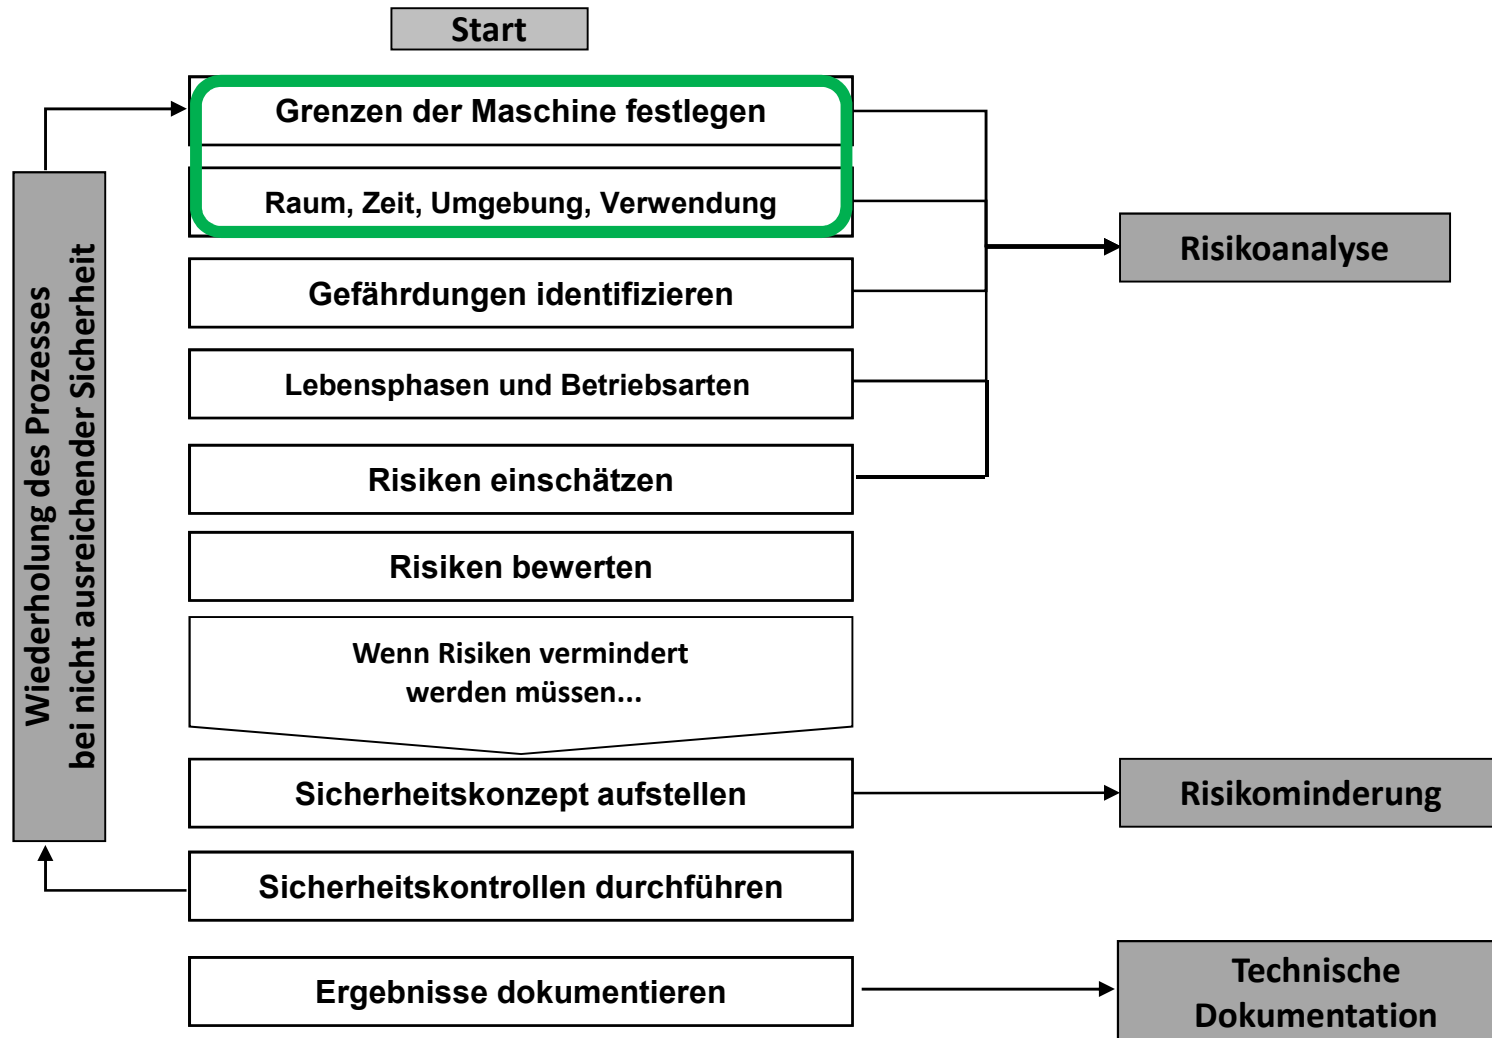 Start
Grenzen der Maschine festlegen
Raum, Zeit, Umgebung, Verwendung
Gefährdungen identifizieren
Lebensphasen und Betriebsarten
Risiken einschätzen
Risiken bewerten
Wenn Risiken vermindert
werden müssen...
Sicherheitskonzept aufstellen
Sicherheitskontrollen durchführen
Ergebnisse dokumentieren
Wiederholung des Prozesses
bei nicht ausreichender Sicherheit
Risikoanalyse
Risikominderung
Technische
Dokumentation